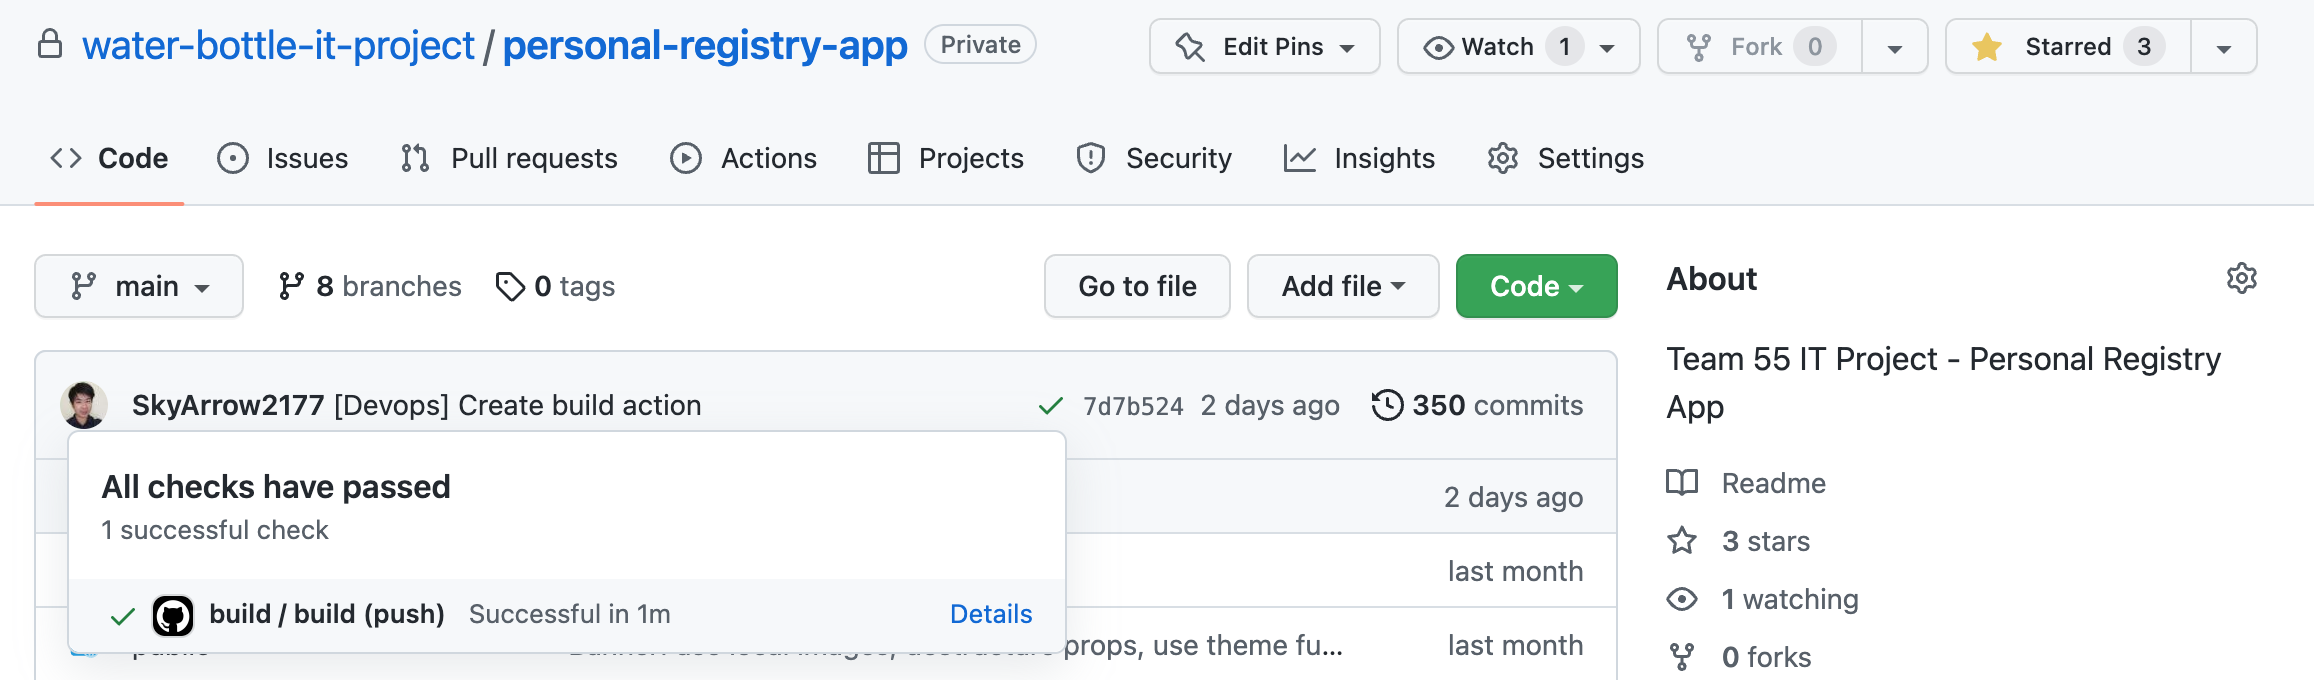 water-bottle-it-project / personal-registry-app Private
Edit Pins Watch 1 Fork 0 Starred 3
Code Issues Pull requests Actions Projects Security Insights Settings
main 8 branches 0 tags Go to file Add file Code
SkyArrow2177 [Devops] Create build action 7d7b524 2 days ago 350 commits
All checks have passed
1 successful check
2 days ago
last month
build / build (push) Successful in 1m Details
props, use theme fu... last month
About
Team 55 IT Project - Personal Registry
App
Readme
3 stars
1 watching
0 forks